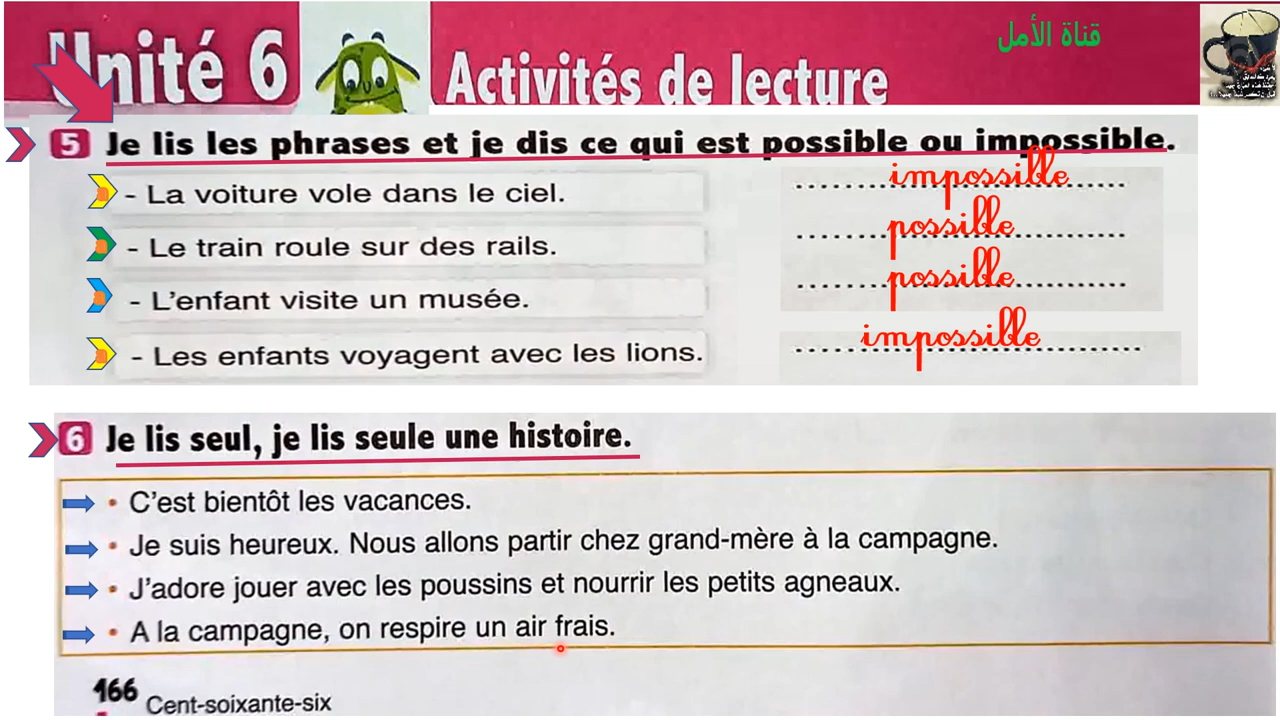 Unité 6
Activités de lecture
قناة الأمل
5 Je lis les phrases et je dis ce qui est possible ou impossible.
- La voiture vole dans le ciel. impossible
- Le train roule sur des rails. possible
- L'enfant visite un musée. possible
- Les enfants voyagent avec les lions. impossible
6 Je lis seul, je lis seule une histoire.
• C'est bientôt les vacances.
• Je suis heureux. Nous allons partir chez grand-mère à la campagne.
• J'adore jouer avec les poussins et nourrir les petits agneaux.
• A la campagne, on respire un air frais.
166 Cent-soixante-six